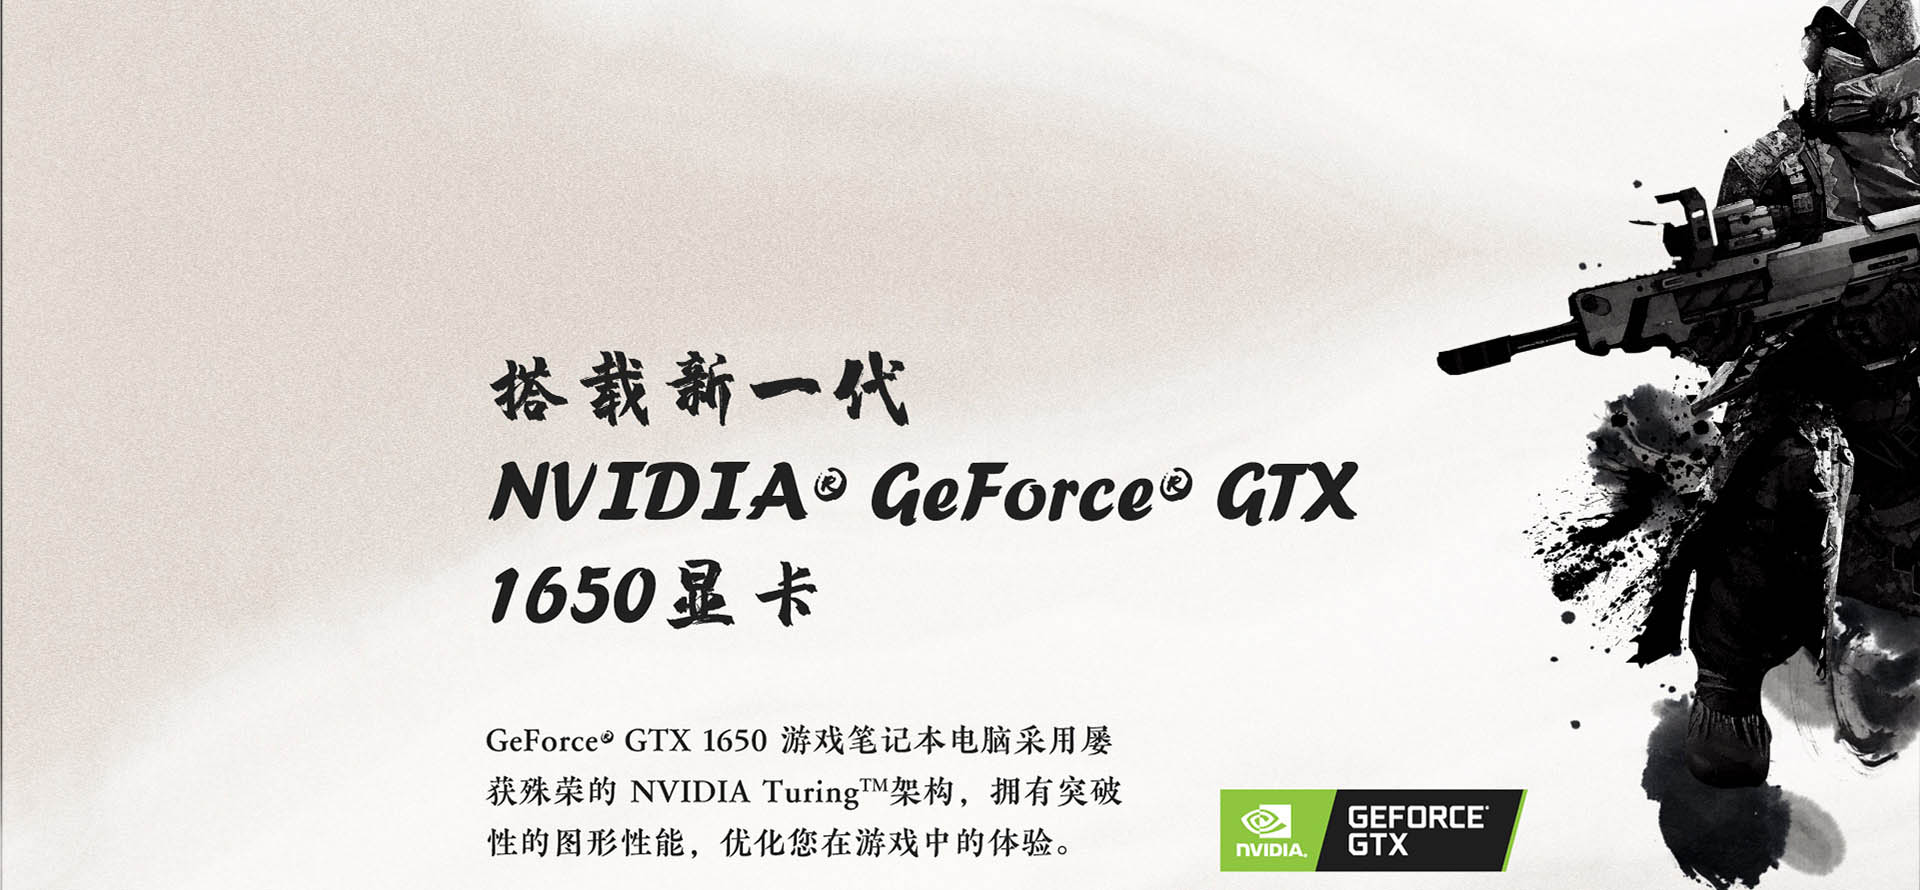 搭载新一代
NVIDIA® GeForce® GTX
1650显卡
GeForce® GTX 1650 游戏笔记本电脑采用屡
获殊荣的 NVIDIA Turing™架构，拥有突破
性的图形性能，优化您在游戏中的体验。
NVIDIA.
GEFORCE®
GTX